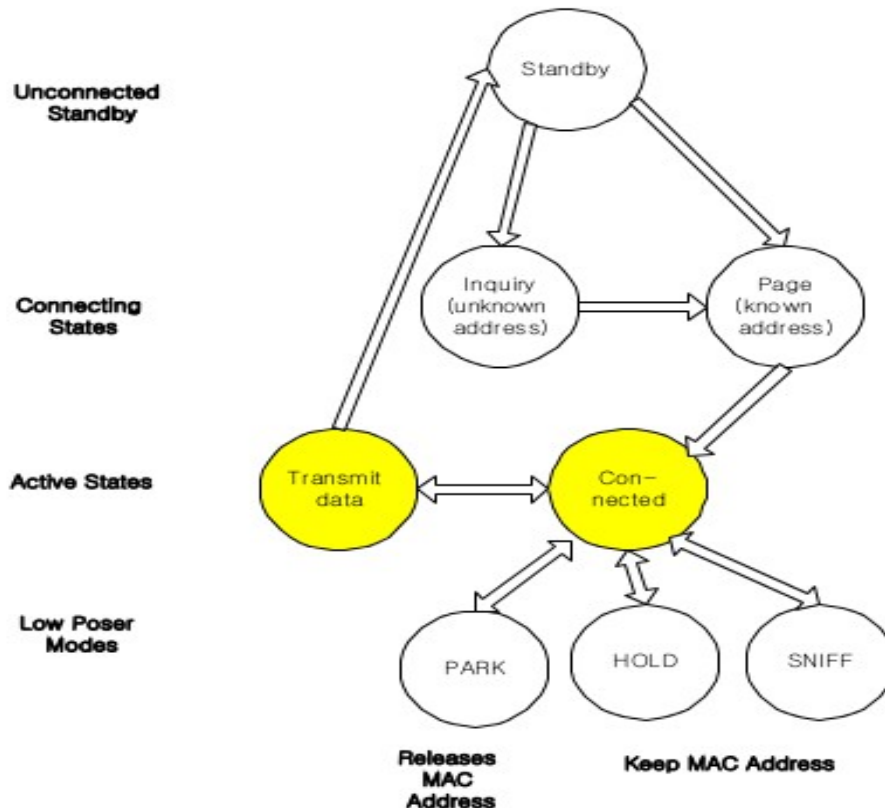 Standby
Unconnected
Standby
Inquiry
(unknown
address)
Page
(known
address)
Connecting
States
Active States
Transmit
data
Con-
nected
Low Poser
Modes
PARK
HOLD
SNIFF
Releases
MAC
Address
Keep MAC Address